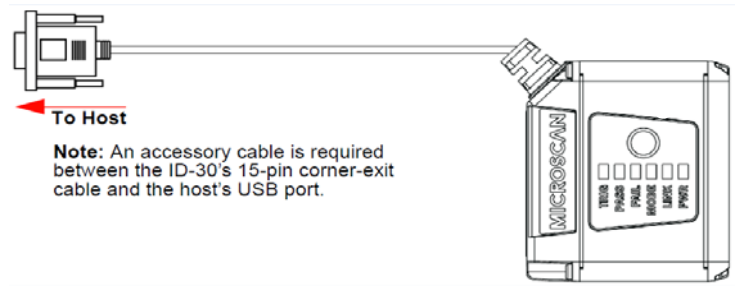 To Host
Note: An accessory cable is required
between the ID-30's 15-pin corner-exit
cable and the host's USB port.
MICROSCAN
TRIG
PASS
FAIL
MODE
LINK
PWR